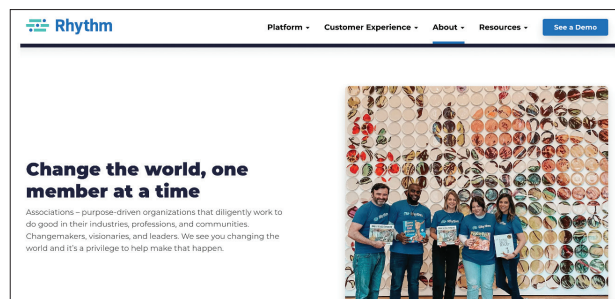 Rhythm
Platform
Customer Experience
About
Resources
See a Demo
Change the world, one
member at a time
Associations – purpose-driven organizations that diligently work to
do good in their industries, professions, and communities.
Changemakers, visionaries, and leaders. We see you changing the
world and it's a privilege to help make that happen.